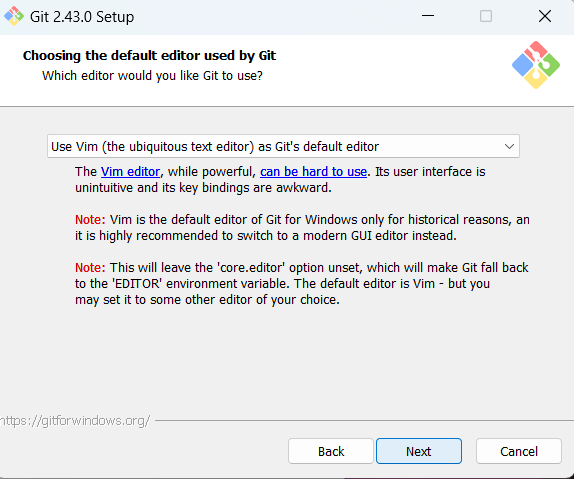 Git 2.43.0 Setup
Choosing the default editor used by Git
Which editor would you like Git to use?
Use Vim (the ubiquitous text editor) as Git's default editor
The Vim editor, while powerful, can be hard to use. Its user interface is
unintuitive and its key bindings are awkward.
Note: Vim is the default editor of Git for Windows only for historical reasons, an
it is highly recommended to switch to a modern GUI editor instead.
Note: This will leave the 'core.editor' option unset, which will make Git fall back
to the 'EDITOR' environment variable. The default editor is Vim - but you
may set it to some other editor of your choice.
https://gitforwindows.org/
Back Next Cancel